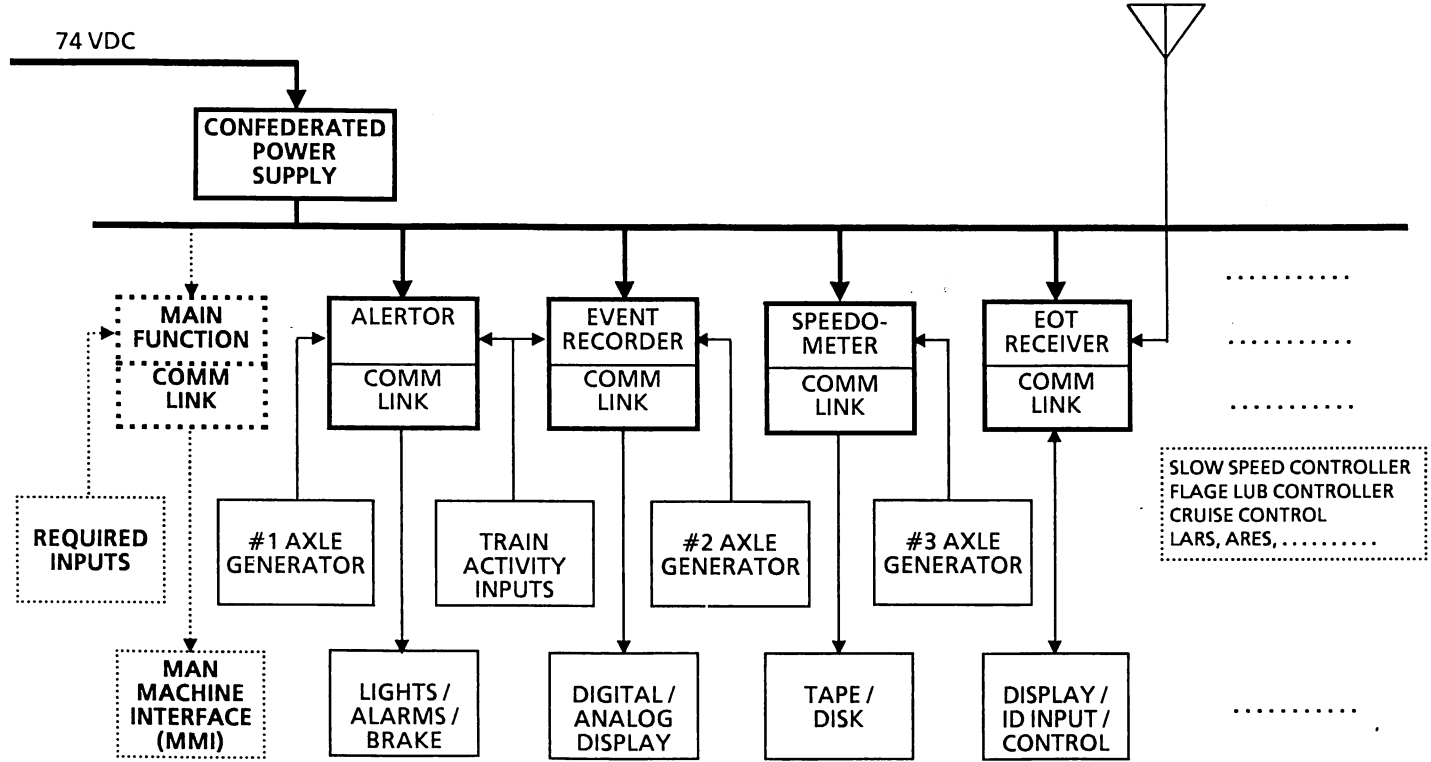 74 VDC
CONFEDERATED
POWER
SUPPLY
MAIN
FUNCTION
COMM
LINK
ALERTOR
COMM
LINK
EVENT
RECORDER
COMM
LINK
SPEEDO-
METER
COMM
LINK
EOT
RECEIVER
COMM
LINK
...........
...........
...........
SLOW SPEED CONTROLLER
FLAGE LUB CONTROLLER
CRUISE CONTROL
LARS, ARES, ..........
REQUIRED
INPUTS
#1 AXLE
GENERATOR
TRAIN
ACTIVITY
INPUTS
#2 AXLE
GENERATOR
#3 AXLE
GENERATOR
MAN
MACHINE
INTERFACE
(MMI)
LIGHTS /
ALARMS /
BRAKE
DIGITAL /
ANALOG
DISPLAY
TAPE /
DISK
DISPLAY /
ID INPUT /
CONTROL
...........